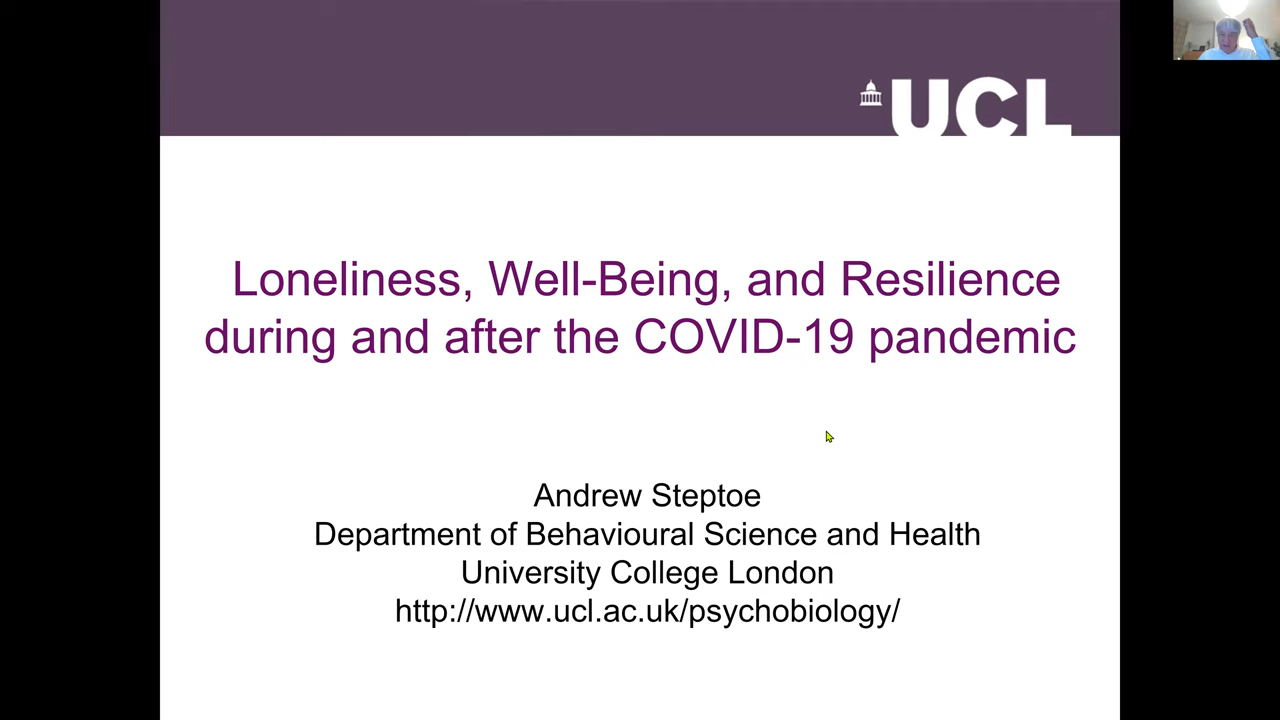 UCL
Loneliness, Well-Being, and Resilience
during and after the COVID-19 pandemic
Andrew Steptoe
Department of Behavioural Science and Health
University College London
http://www.ucl.ac.uk/psychobiology/